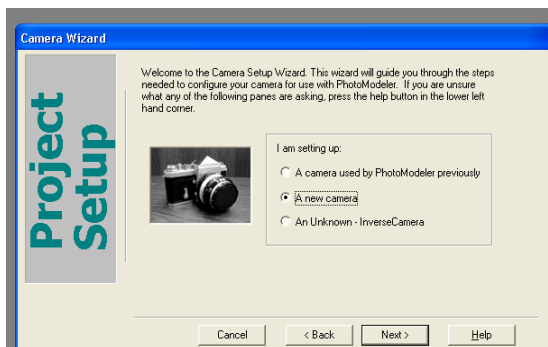 Camera Wizard
Project
Setup
Welcome to the Camera Setup Wizard. This wizard will guide you through the steps
needed to configure your camera for use with PhotoModeler. If you are unsure
what any of the following panes are asking, press the help button in the lower left
hand corner.
I am setting up:
A camera used by PhotoModeler previously
A new camera
An Unknown - InverseCamera
Cancel
< Back
Next >
Help